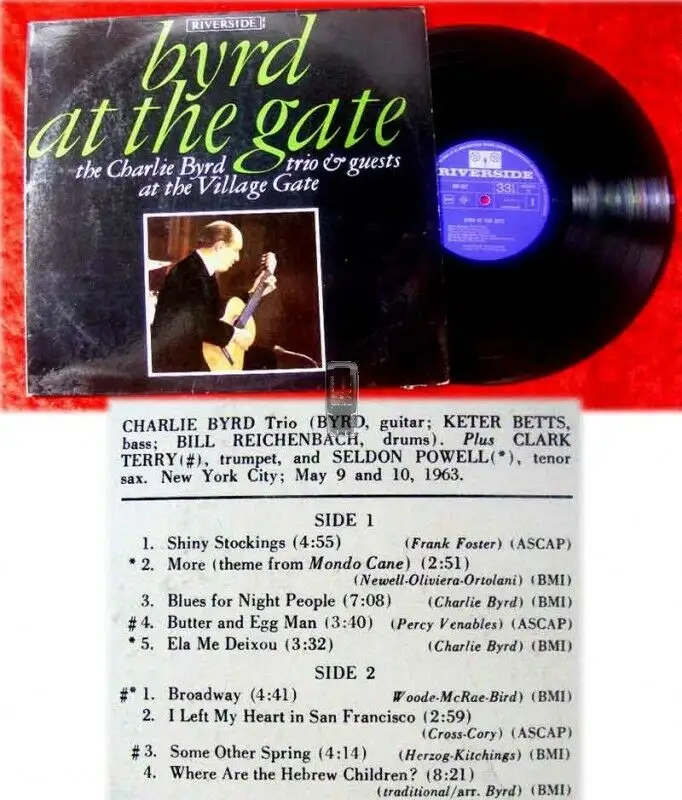 RIVERSIDE
byrd
at the gate
the Charlie Byrd trio & guests
at the Village Gate
RIVERSIDE
33⅓
BYRD AT THE GATE
CHARLIE BYRD Trio (BYRD, guitar; KETER BETTS,
bass; BILL REICHENBACH, drums). Plus CLARK
TERRY(#), trumpet, and SELDON POWELL(*), tenor
sax. New York City; May 9 and 10, 1963.
SIDE 1
1. Shiny Stockings (4:55) (Frank Foster) (ASCAP)
* 2. More (theme from Mondo Cane) (2:51)
(Newell-Oliviera-Ortolani) (BMI)
3. Blues for Night People (7:08) (Charlie Byrd) (BMI)
# 4. Butter and Egg Man (3:40) (Percy Venables) (ASCAP)
* 5. Ela Me Deixou (3:32) (Charlie Byrd) (BMI)
SIDE 2
#* 1. Broadway (4:41) Woode-McRae-Bird) (BMI)
2. I Left My Heart in San Francisco (2:59)
(Cross-Cory) (ASCAP)
# 3. Some Other Spring (4:14) (Herzog-Kitchings) (BMI)
4. Where Are the Hebrew Children? (8:21)
(traditional/arr. Byrd) (BMI)